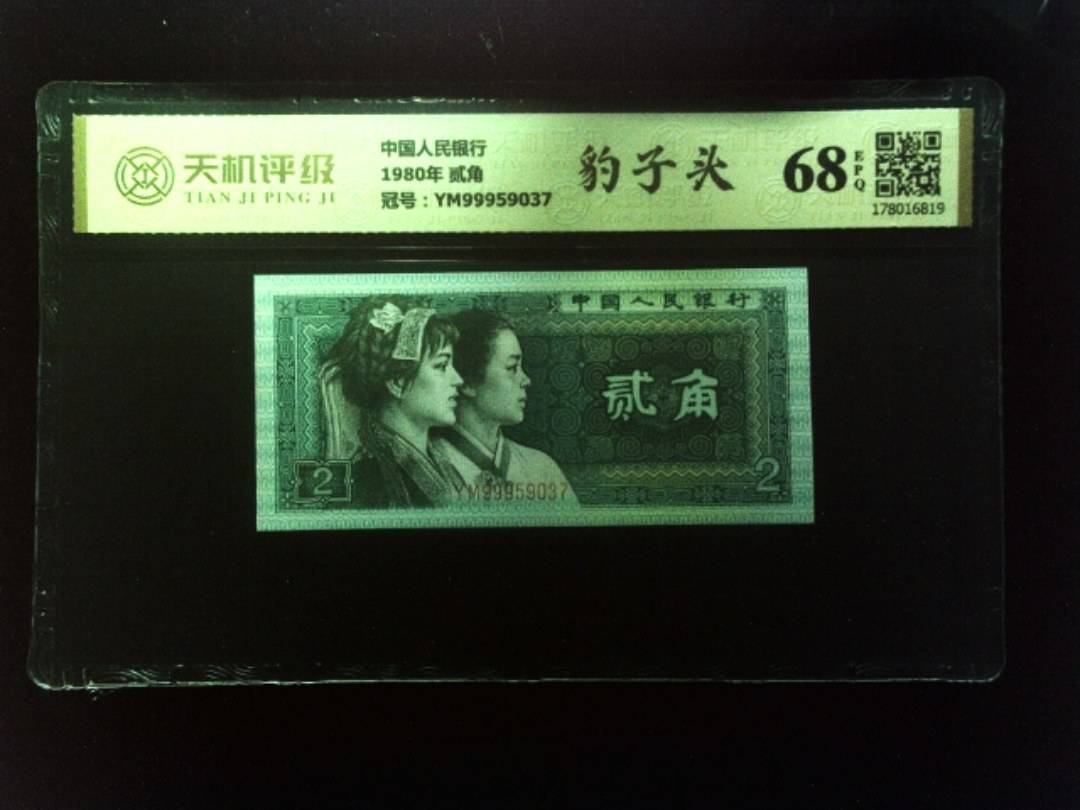 天机评级
TIAN JI PING JI
中国人民银行
1980年 贰角
冠号：YM99959037
豹子头
68
EPQ
178016819
中国人民银行
贰角
2
2
YM99959037